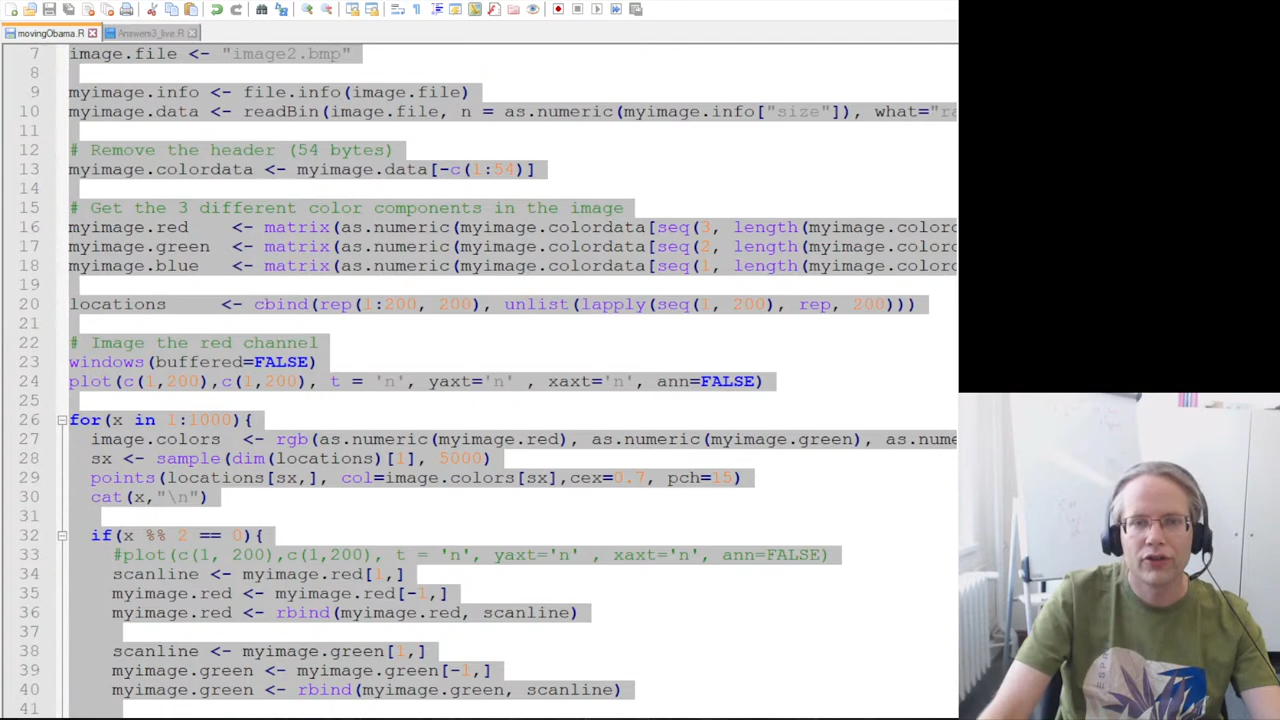 movingObama.R
Answers3_live.R
7 image.file <- "image2.bmp"
8
9 myimage.info <- file.info(image.file)
10 myimage.data <- readBin(image.file, n = as.numeric(myimage.info["size"]), what="ra
11
12 # Remove the header (54 bytes)
13 myimage.colordata <- myimage.data[-c(1:54)]
14
15 # Get the 3 different color components in the image
16 myimage.red <- matrix(as.numeric(myimage.colordata[seq(3, length(myimage.colord
17 myimage.green <- matrix(as.numeric(myimage.colordata[seq(2, length(myimage.colord
18 myimage.blue <- matrix(as.numeric(myimage.colordata[seq(1, length(myimage.colord
19
20 locations <- cbind(rep(1:200, 200), unlist(lapply(seq(1, 200), rep, 200)))
21
22 # Image the red channel
23 windows(buffered=FALSE)
24 plot(c(1,200),c(1,200), t = 'n', yaxt='n' , xaxt='n', ann=FALSE)
25
26 for(x in 1:1000){
27 image.colors <- rgb(as.numeric(myimage.red), as.numeric(myimage.green), as.nume
28 sx <- sample(dim(locations)[1], 5000)
29 points(locations[sx,], col=image.colors[sx],cex=0.7, pch=15)
30 cat(x,"\n")
31
32 if(x %% 2 == 0){
33 #plot(c(1, 200),c(1,200), t = 'n', yaxt='n' , xaxt='n', ann=FALSE)
34 scanline <- myimage.red[1,]
35 myimage.red <- myimage.red[-1,]
36 myimage.red <- rbind(myimage.red, scanline)
37
38 scanline <- myimage.green[1,]
39 myimage.green <- myimage.green[-1,]
40 myimage.green <- rbind(myimage.green, scanline)
41